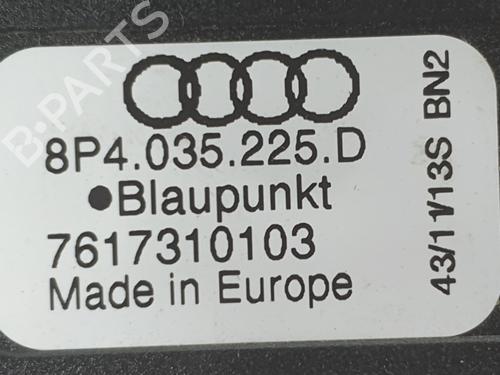 B-PARTS
8P4.035.225.D
●Blaupunkt
7617310103
Made in Europe
43/11/13S BN2